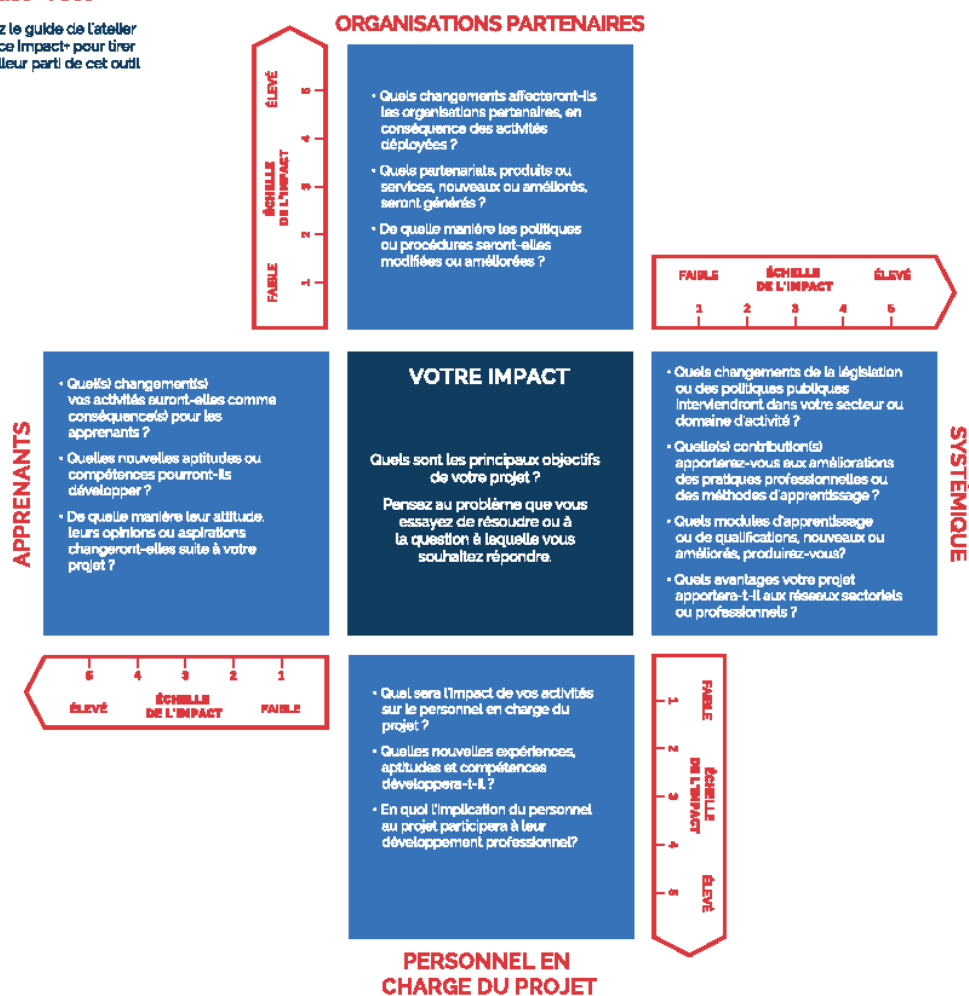 z le guide de l'atelier
ce Impact+ pour tirer
lleur parti de cet outil
ORGANISATIONS PARTENAIRES
ÉLEVÉ
ÉCHELLE
DE L'IMPACT
FAIBLE
5
4
3
2
1
• Quels changements affecteront-ils
les organisations partenaires, en
conséquence des activités
déployées ?
• Quels partenariats, produits ou
services, nouveaux ou améliorés,
seront générés ?
• De quelle manière les politiques
ou procédures seront-elles
modifiées ou améliorées ?
FAIBLE ÉCHELLE ÉLEVÉ
DE L'IMPACT
1 2 3 4 5
APPRENANTS
• Quel(s) changement(s)
vos activités auront-elles comme
conséquence(s) pour les
apprenants ?
• Quelles nouvelles aptitudes ou
compétences pourront-ils
développer ?
• De quelle manière leur attitude,
leurs opinions ou aspirations
changeront-elles suite à votre
projet ?
VOTRE IMPACT
Quels sont les principaux objectifs
de votre projet ?
Pensez au problème que vous
essayez de résoudre ou à
la question à laquelle vous
souhaitez répondre.
• Quels changements de la législation
ou des politiques publiques
interviendront dans votre secteur ou
domaine d'activité ?
• Quelle(s) contribution(s)
apporterez-vous aux améliorations
des pratiques professionnelles ou
des méthodes d'apprentissage ?
• Quels modules d'apprentissage
ou de qualifications, nouveaux ou
améliorés, produirez-vous?
• Quels avantages votre projet
apportera-t-il aux réseaux sectoriels
ou professionnels ?
SYSTÉMIQUE
5 4 3 2 1
ÉLEVÉ ÉCHELLE FAIBLE
DE L'IMPACT
• Quel sera l'impact de vos activités
sur le personnel en charge du
projet ?
• Quelles nouvelles expériences,
aptitudes et compétences
développera-t-il ?
• En quoi l'implication du personnel
au projet participera à leur
développement professionnel?
1
2
3
4
5
FAIBLE
ÉCHELLE
DE L'IMPACT
ÉLEVÉ
PERSONNEL EN
CHARGE DU PROJET